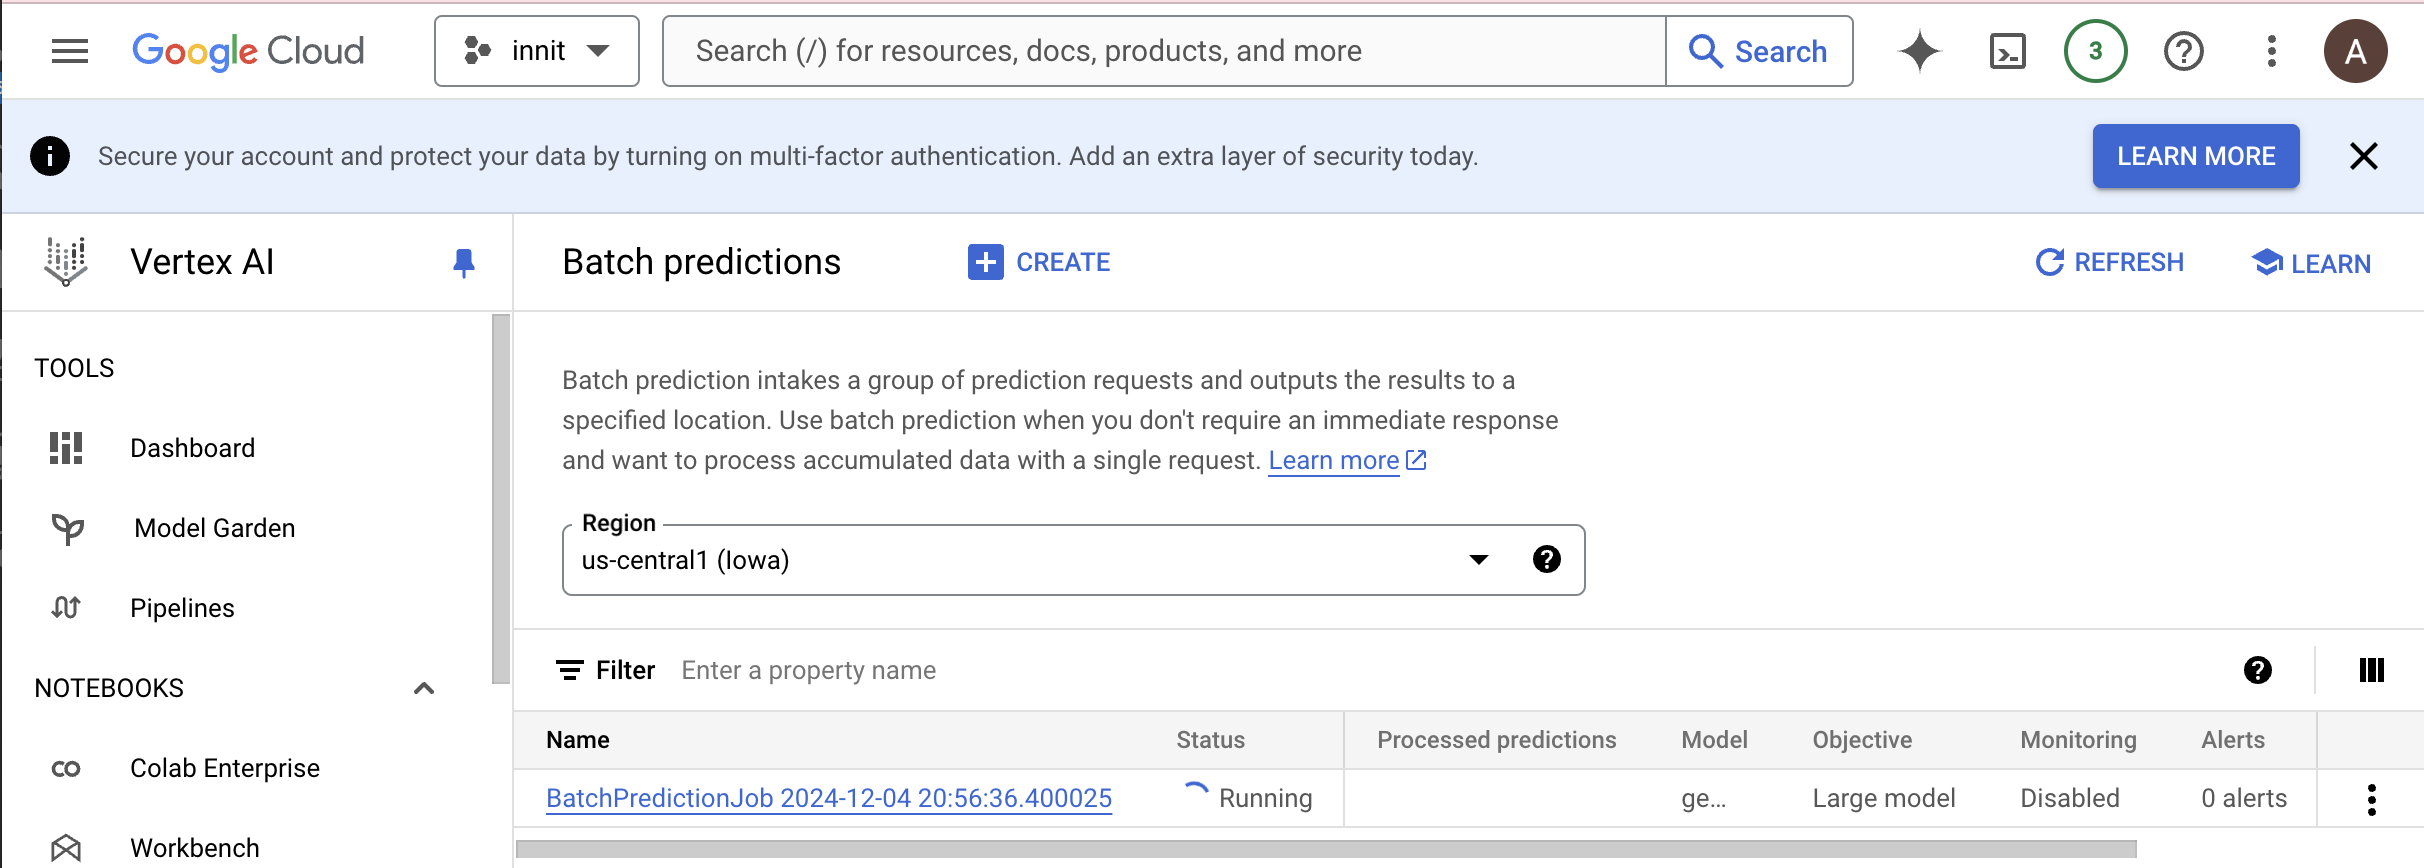 Google Cloud
innit
Search (/) for resources, docs, products, and more
Search
3
A
Secure your account and protect your data by turning on multi-factor authentication. Add an extra layer of security today.
LEARN MORE
Vertex AI
Batch predictions
CREATE
REFRESH
LEARN
TOOLS
Dashboard
Model Garden
Pipelines
NOTEBOOKS
Colab Enterprise
Workbench
Batch prediction intakes a group of prediction requests and outputs the results to a
specified location. Use batch prediction when you don't require an immediate response
and want to process accumulated data with a single request. Learn more
Region
us-central1 (Iowa)
Filter Enter a property name
Name Status Processed predictions Model Objective Monitoring Alerts
BatchPredictionJob 2024-12-04 20:56:36.400025 Running ge... Large model Disabled 0 alerts